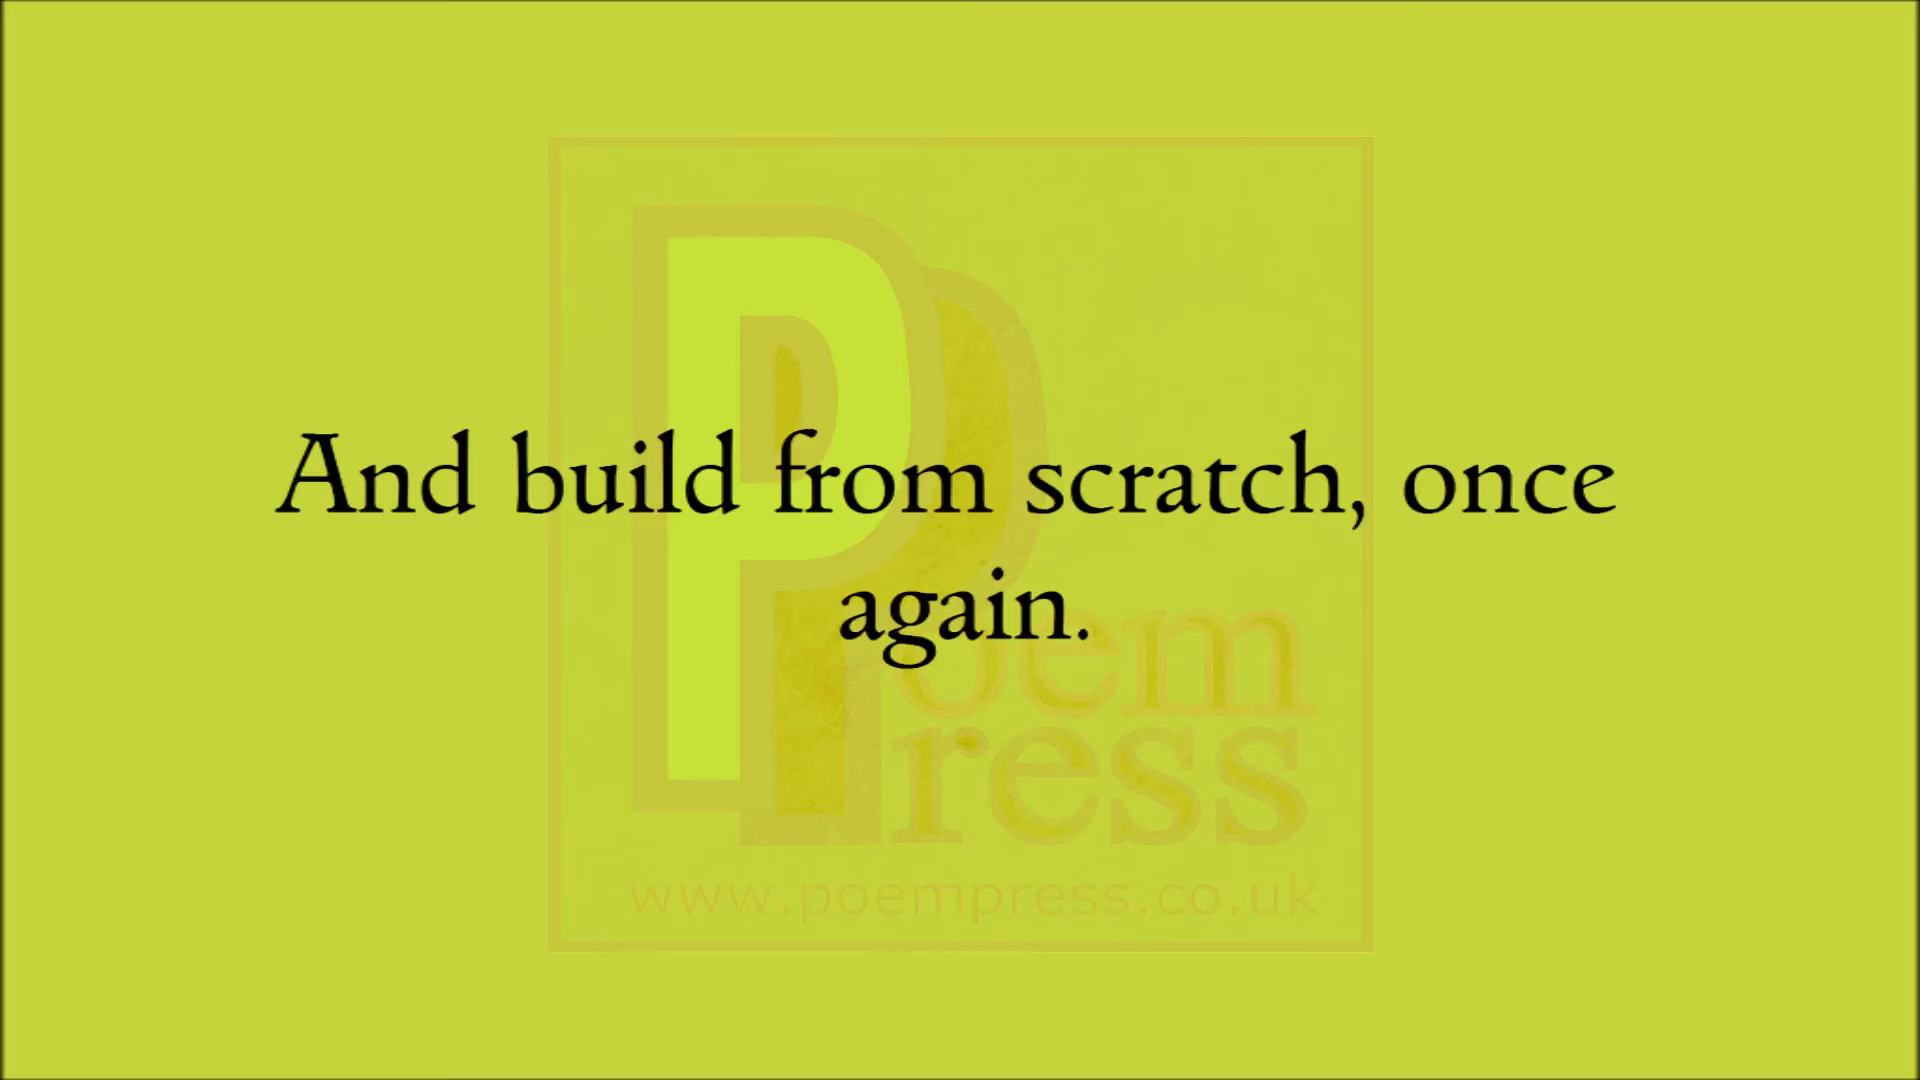 And build from scratch, once
again.
Poem
Press
www.poempress.co.uk